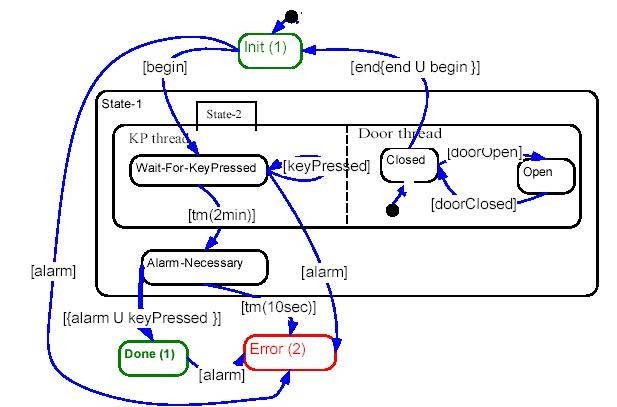 Init (1)
[begin]
[end{end U begin }]
State-1
State-2
KP thread
Door thread
Wait-For-KeyPressed
[keyPressed]
Closed
[doorOpen]
Open
[doorClosed]
[tm(2min)]
Alarm-Necessary
[alarm]
[alarm]
[{alarm U keyPressed }]
[tm(10sec)]
Done (1)
Error (2)
[alarm]